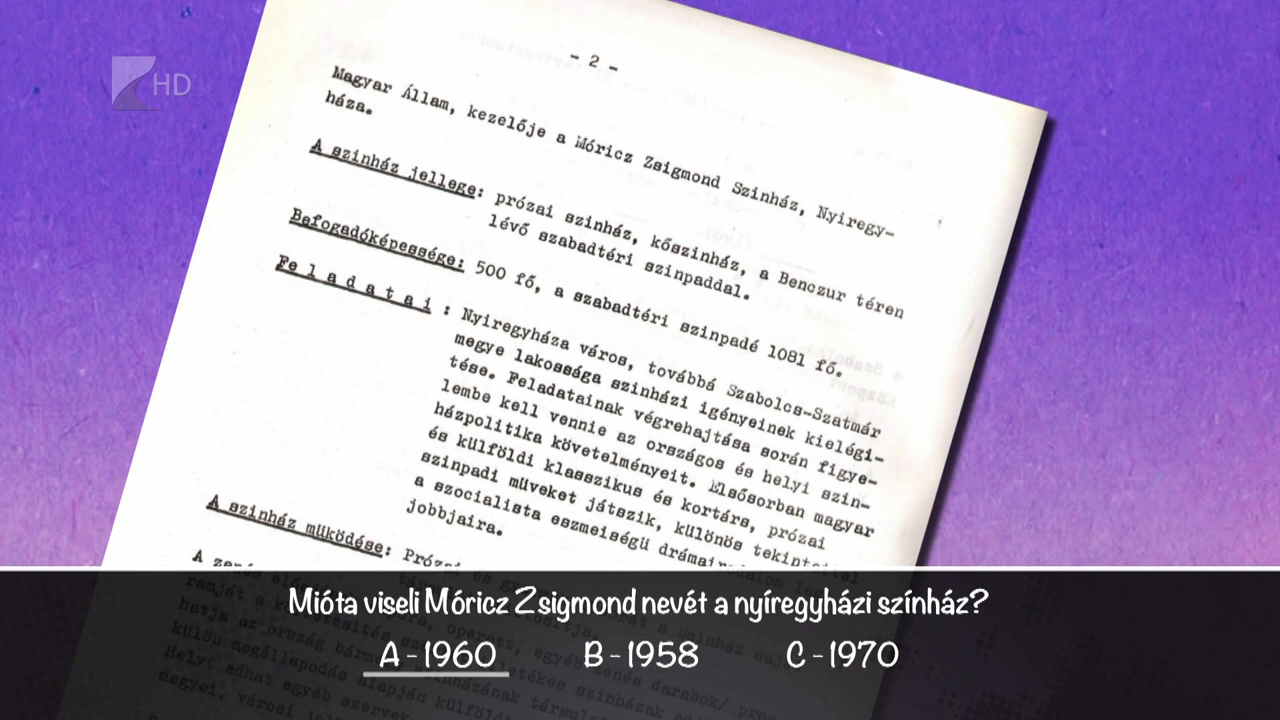 HD
- 2 -
Magyar Állam, kezelője a Móricz Zsigmond Szinház, Nyiregy-
háza.
A szinház jellege: prózai szinház, kőszinház, a Benczur téren
lévő szabadtéri szinpaddal.
Befogadóképessége: 500 fő, a szabadtéri szinpadé 1081 fő.
Feladatai: Nyiregyháza város, továbbá Szabolcs-Szatmár
megye lakossága szinházi igényeinek kielégi-
tése. Feladatainak végrehajtása során figye-
lembe kell vennie az országos és helyi szin-
házpolitika követelményeit. Elsősorban magyar
és külföldi klasszikus és kortárs, prózai
szinpadi müveket játszik, különös tekintettel
a szocialista eszmeiségü drámairodalom
jobbjaira.
A szinház müködése: Prózai és
Mióta viseli Móricz Zsigmond nevét a nyíregyházi színház?
A - 1960 B - 1958 C - 1970